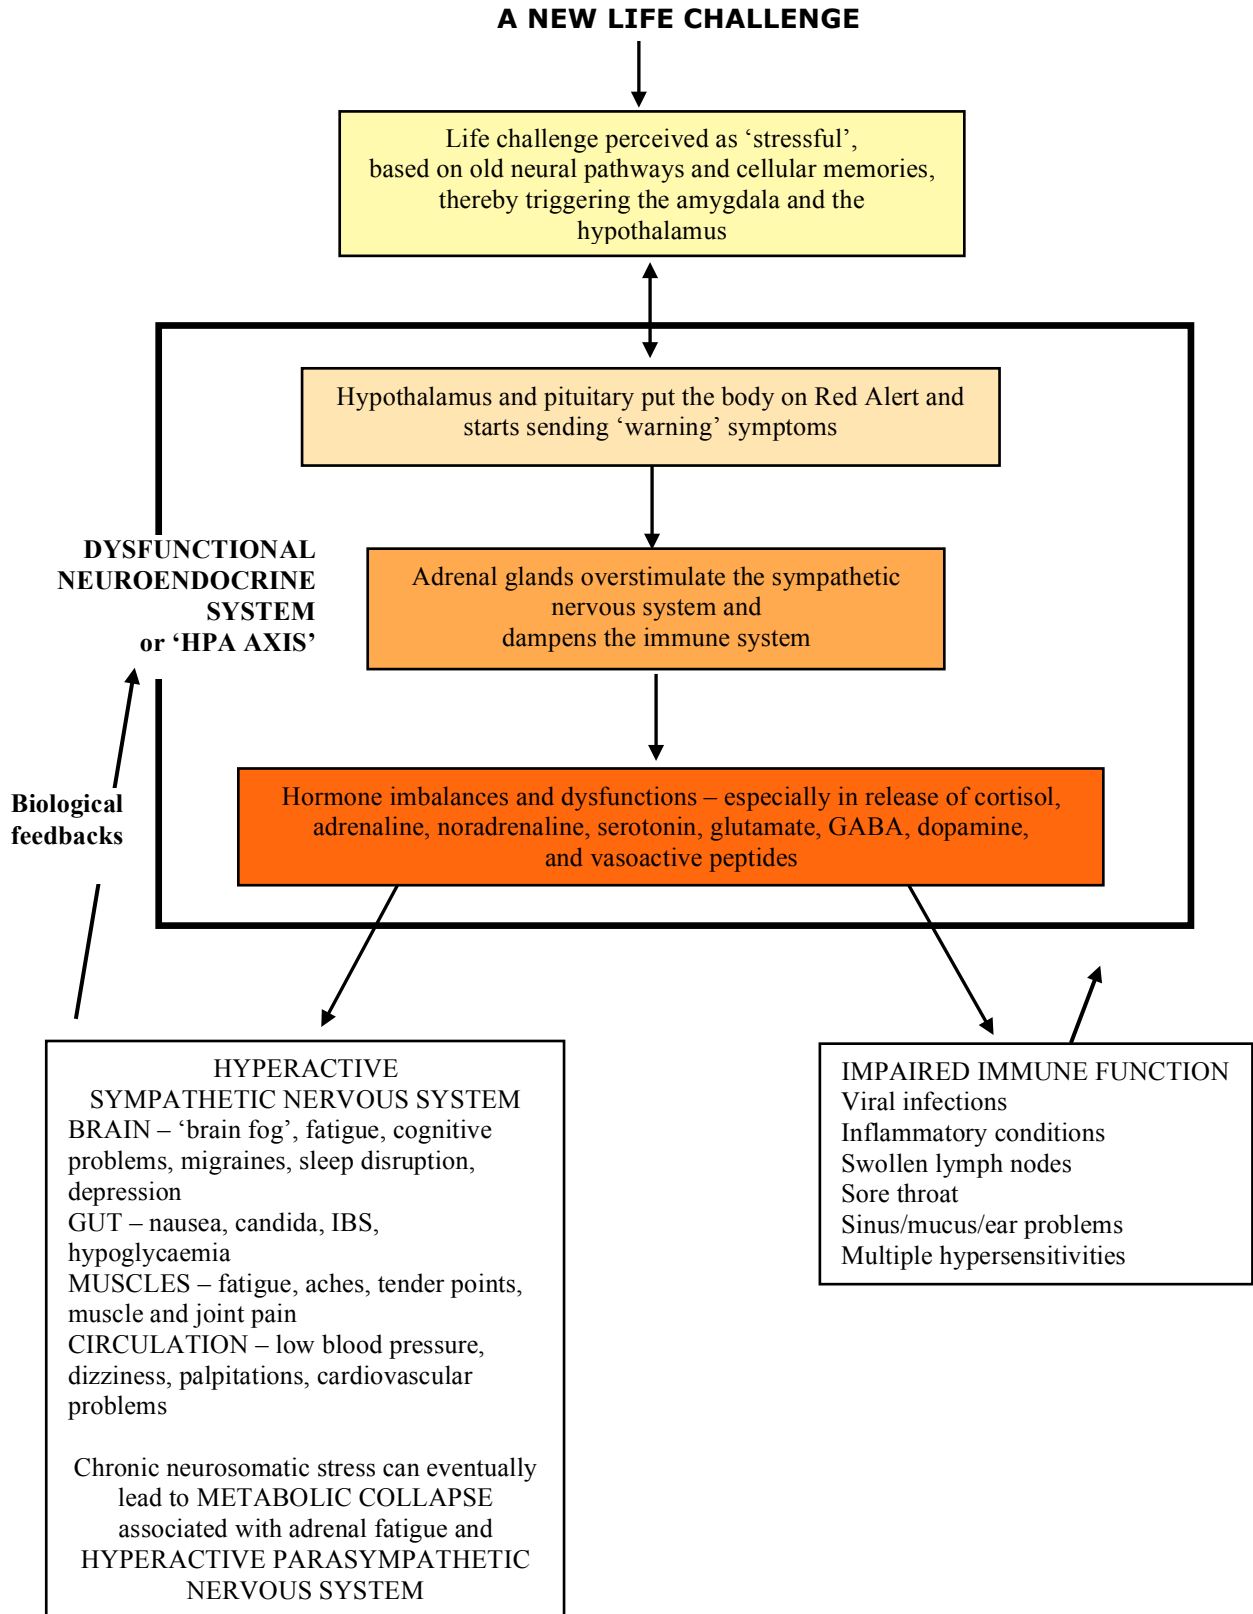 A NEW LIFE CHALLENGE
Life challenge perceived as ‘stressful’,
based on old neural pathways and cellular memories,
thereby triggering the amygdala and the
hypothalamus
Hypothalamus and pituitary put the body on Red Alert and
starts sending ‘warning’ symptoms
DYSFUNCTIONAL
NEUROENDOCRINE
SYSTEM
or ‘HPA AXIS’
Adrenal glands overstimulate the sympathetic
nervous system and
dampens the immune system
Biological
feedbacks
Hormone imbalances and dysfunctions – especially in release of cortisol,
adrenaline, noradrenaline, serotonin, glutamate, GABA, dopamine,
and vasoactive peptides
HYPERACTIVE
SYMPATHETIC NERVOUS SYSTEM
BRAIN – ‘brain fog’, fatigue, cognitive
problems, migraines, sleep disruption,
depression
GUT – nausea, candida, IBS,
hypoglycaemia
MUSCLES – fatigue, aches, tender points,
muscle and joint pain
CIRCULATION – low blood pressure,
dizziness, palpitations, cardiovascular
problems
Chronic neurosomatic stress can eventually
lead to METABOLIC COLLAPSE
associated with adrenal fatigue and
HYPERACTIVE PARASYMPATHETIC
NERVOUS SYSTEM
IMPAIRED IMMUNE FUNCTION
Viral infections
Inflammatory conditions
Swollen lymph nodes
Sore throat
Sinus/mucus/ear problems
Multiple hypersensitivities